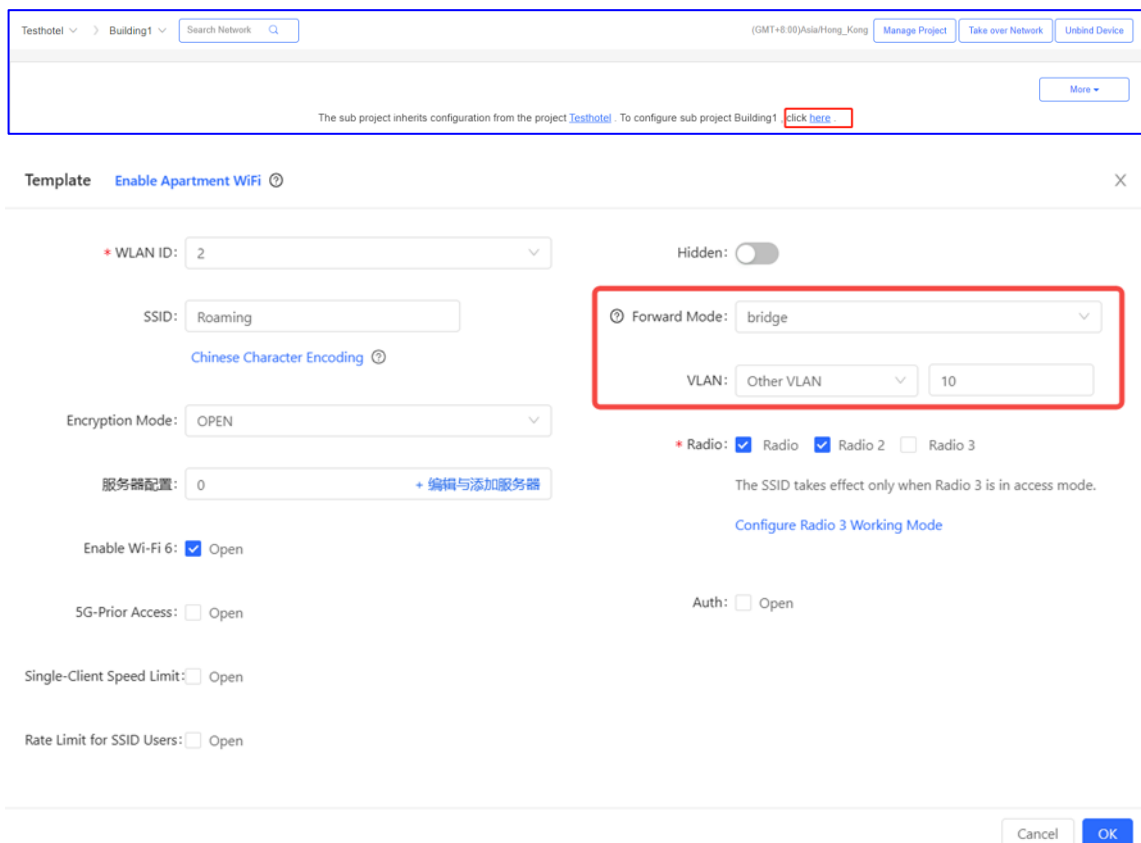 Testhotel > Building1 Search Network (GMT+8:00)Asia/Hong_Kong Manage Project Take over Network Unbind Device
More
The sub project inherits configuration from the project Testhotel . To configure sub project Building1 , click here .
Template Enable Apartment WiFi ?
* WLAN ID: 2 Hidden:
SSID: Roaming ? Forward Mode: bridge
Chinese Character Encoding ?
VLAN: Other VLAN 10
Encryption Mode: OPEN
* Radio: Radio Radio 2 Radio 3
服务器配置: 0 + 编辑与添加服务器
The SSID takes effect only when Radio 3 is in access mode.
Configure Radio 3 Working Mode
Enable Wi-Fi 6: Open
Auth: Open
5G-Prior Access: Open
Single-Client Speed Limit: Open
Rate Limit for SSID Users: Open
Cancel OK